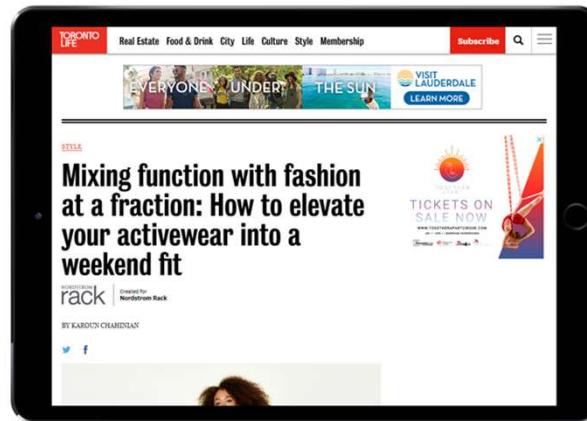 TORONTO
LIFE
Real Estate Food & Drink City Life Culture Style Membership
Subscribe
EVERYONE UNDER THE SUN
VISIT
LAUDERDALE
LEARN MORE
STYLE
Mixing function with fashion
at a fraction: How to elevate
your activewear into a
weekend fit
NORDSTROM
rack
Created for
Nordstrom Rack
BY KAROUN CHAHINIAN
TOGETHER
TICKETS ON
SALE NOW